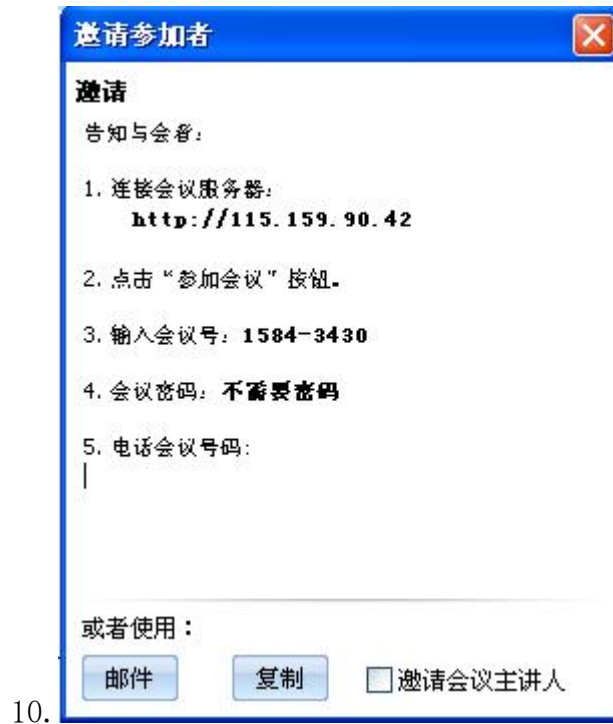 邀请参加者
邀请
告知与会者:
1. 连接会议服务器:
http://115.159.90.42
2. 点击“参加会议”按钮。
3. 输入会议号: 1584-3430
4. 会议密码: 不需要密码
5. 电话会议号码:
或者使用:
邮件 复制 邀请会议主讲人
10.